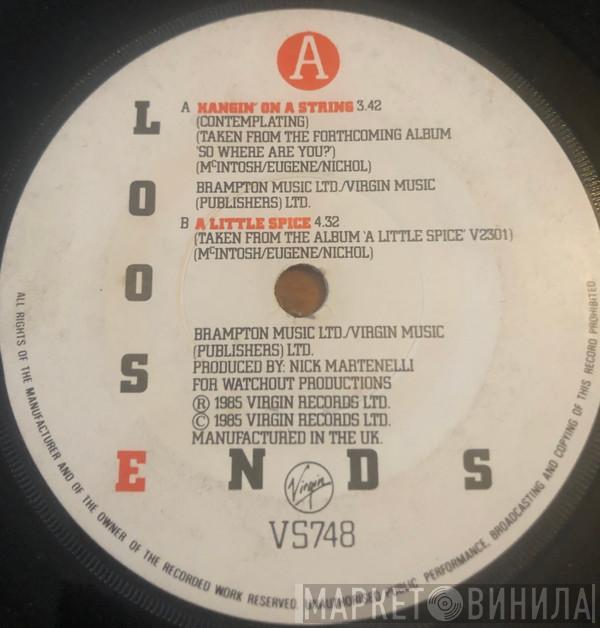 A
A HANGIN' ON A STRING 3.42
(CONTEMPLATING)
(TAKEN FROM THE FORTHCOMING ALBUM
'SO WHERE ARE YOU?')
(McINTOSH/EUGENE/NICHOL)
BRAMPTON MUSIC LTD./VIRGIN MUSIC
(PUBLISHERS) LTD.
B A LITTLE SPICE 4.32
(TAKEN FROM THE ALBUM 'A LITTLE SPICE' V2301)
(McINTOSH/EUGENE/NICHOL)
BRAMPTON MUSIC LTD./VIRGIN MUSIC
(PUBLISHERS) LTD.
PRODUCED BY: NICK MARTENELLI
FOR WATCHOUT PRODUCTIONS
Ⓡ 1985 VIRGIN RECORDS LTD.
© 1985 VIRGIN RECORDS LTD.
MANUFACTURED IN THE UK.
L
O
O
S
E N D S
Virgin
VS748
ALL RIGHTS OF THE MANUFACTURER AND OF THE OWNER OF THE RECORDED WORK RESERVED. UNAUTHORISED PUBLIC PERFORMANCE, BROADCASTING AND COPYING OF THIS RECORD PROHIBITED.
МАРКЕТ ВИНИЛА